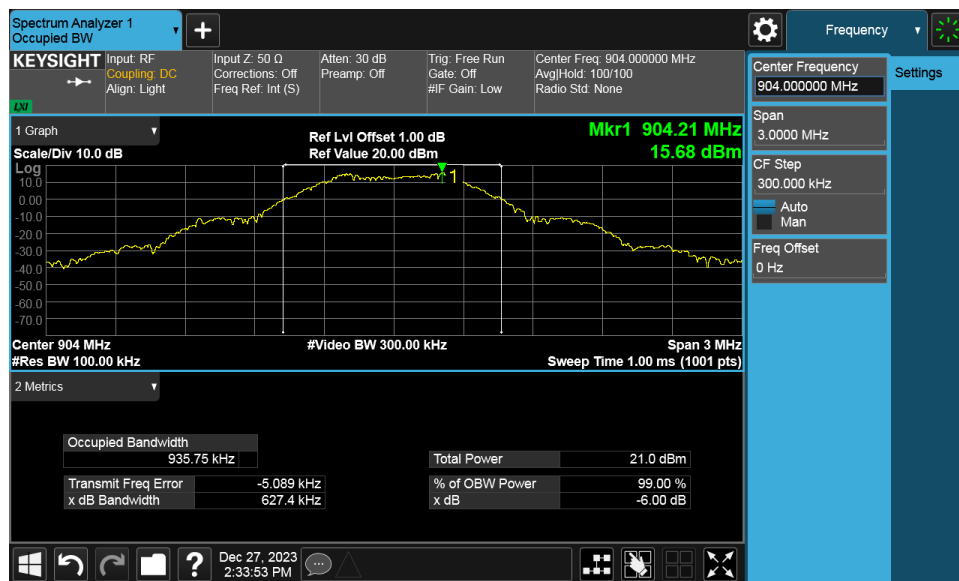 Spectrum Analyzer 1
Occupied BW
+
Frequency
KEYSIGHT
LXI
Input: RF
Coupling: DC
Align: Light
Input Z: 50 Ω
Corrections: Off
Freq Ref: Int (S)
Atten: 30 dB
Preamp: Off
Trig: Free Run
Gate: Off
#IF Gain: Low
Center Freq: 904.000000 MHz
Avg|Hold: 100/100
Radio Std: None
Center Frequency
904.000000 MHz
Settings
Span
3.0000 MHz
CF Step
300.000 kHz
Auto
Man
Freq Offset
0 Hz
1 Graph
Scale/Div 10.0 dB
Ref Lvl Offset 1.00 dB
Ref Value 20.00 dBm
Mkr1 904.21 MHz
15.68 dBm
Log
10.0
0.00
-10.0
-20.0
-30.0
-40.0
-50.0
-60.0
-70.0
1
Center 904 MHz
#Res BW 100.00 kHz
#Video BW 300.00 kHz
Span 3 MHz
Sweep Time 1.00 ms (1001 pts)
2 Metrics
Occupied Bandwidth
935.75 kHz
Total Power 21.0 dBm
Transmit Freq Error -5.089 kHz
% of OBW Power 99.00 %
x dB Bandwidth 627.4 kHz
x dB -6.00 dB
?
Dec 27, 2023
2:33:53 PM